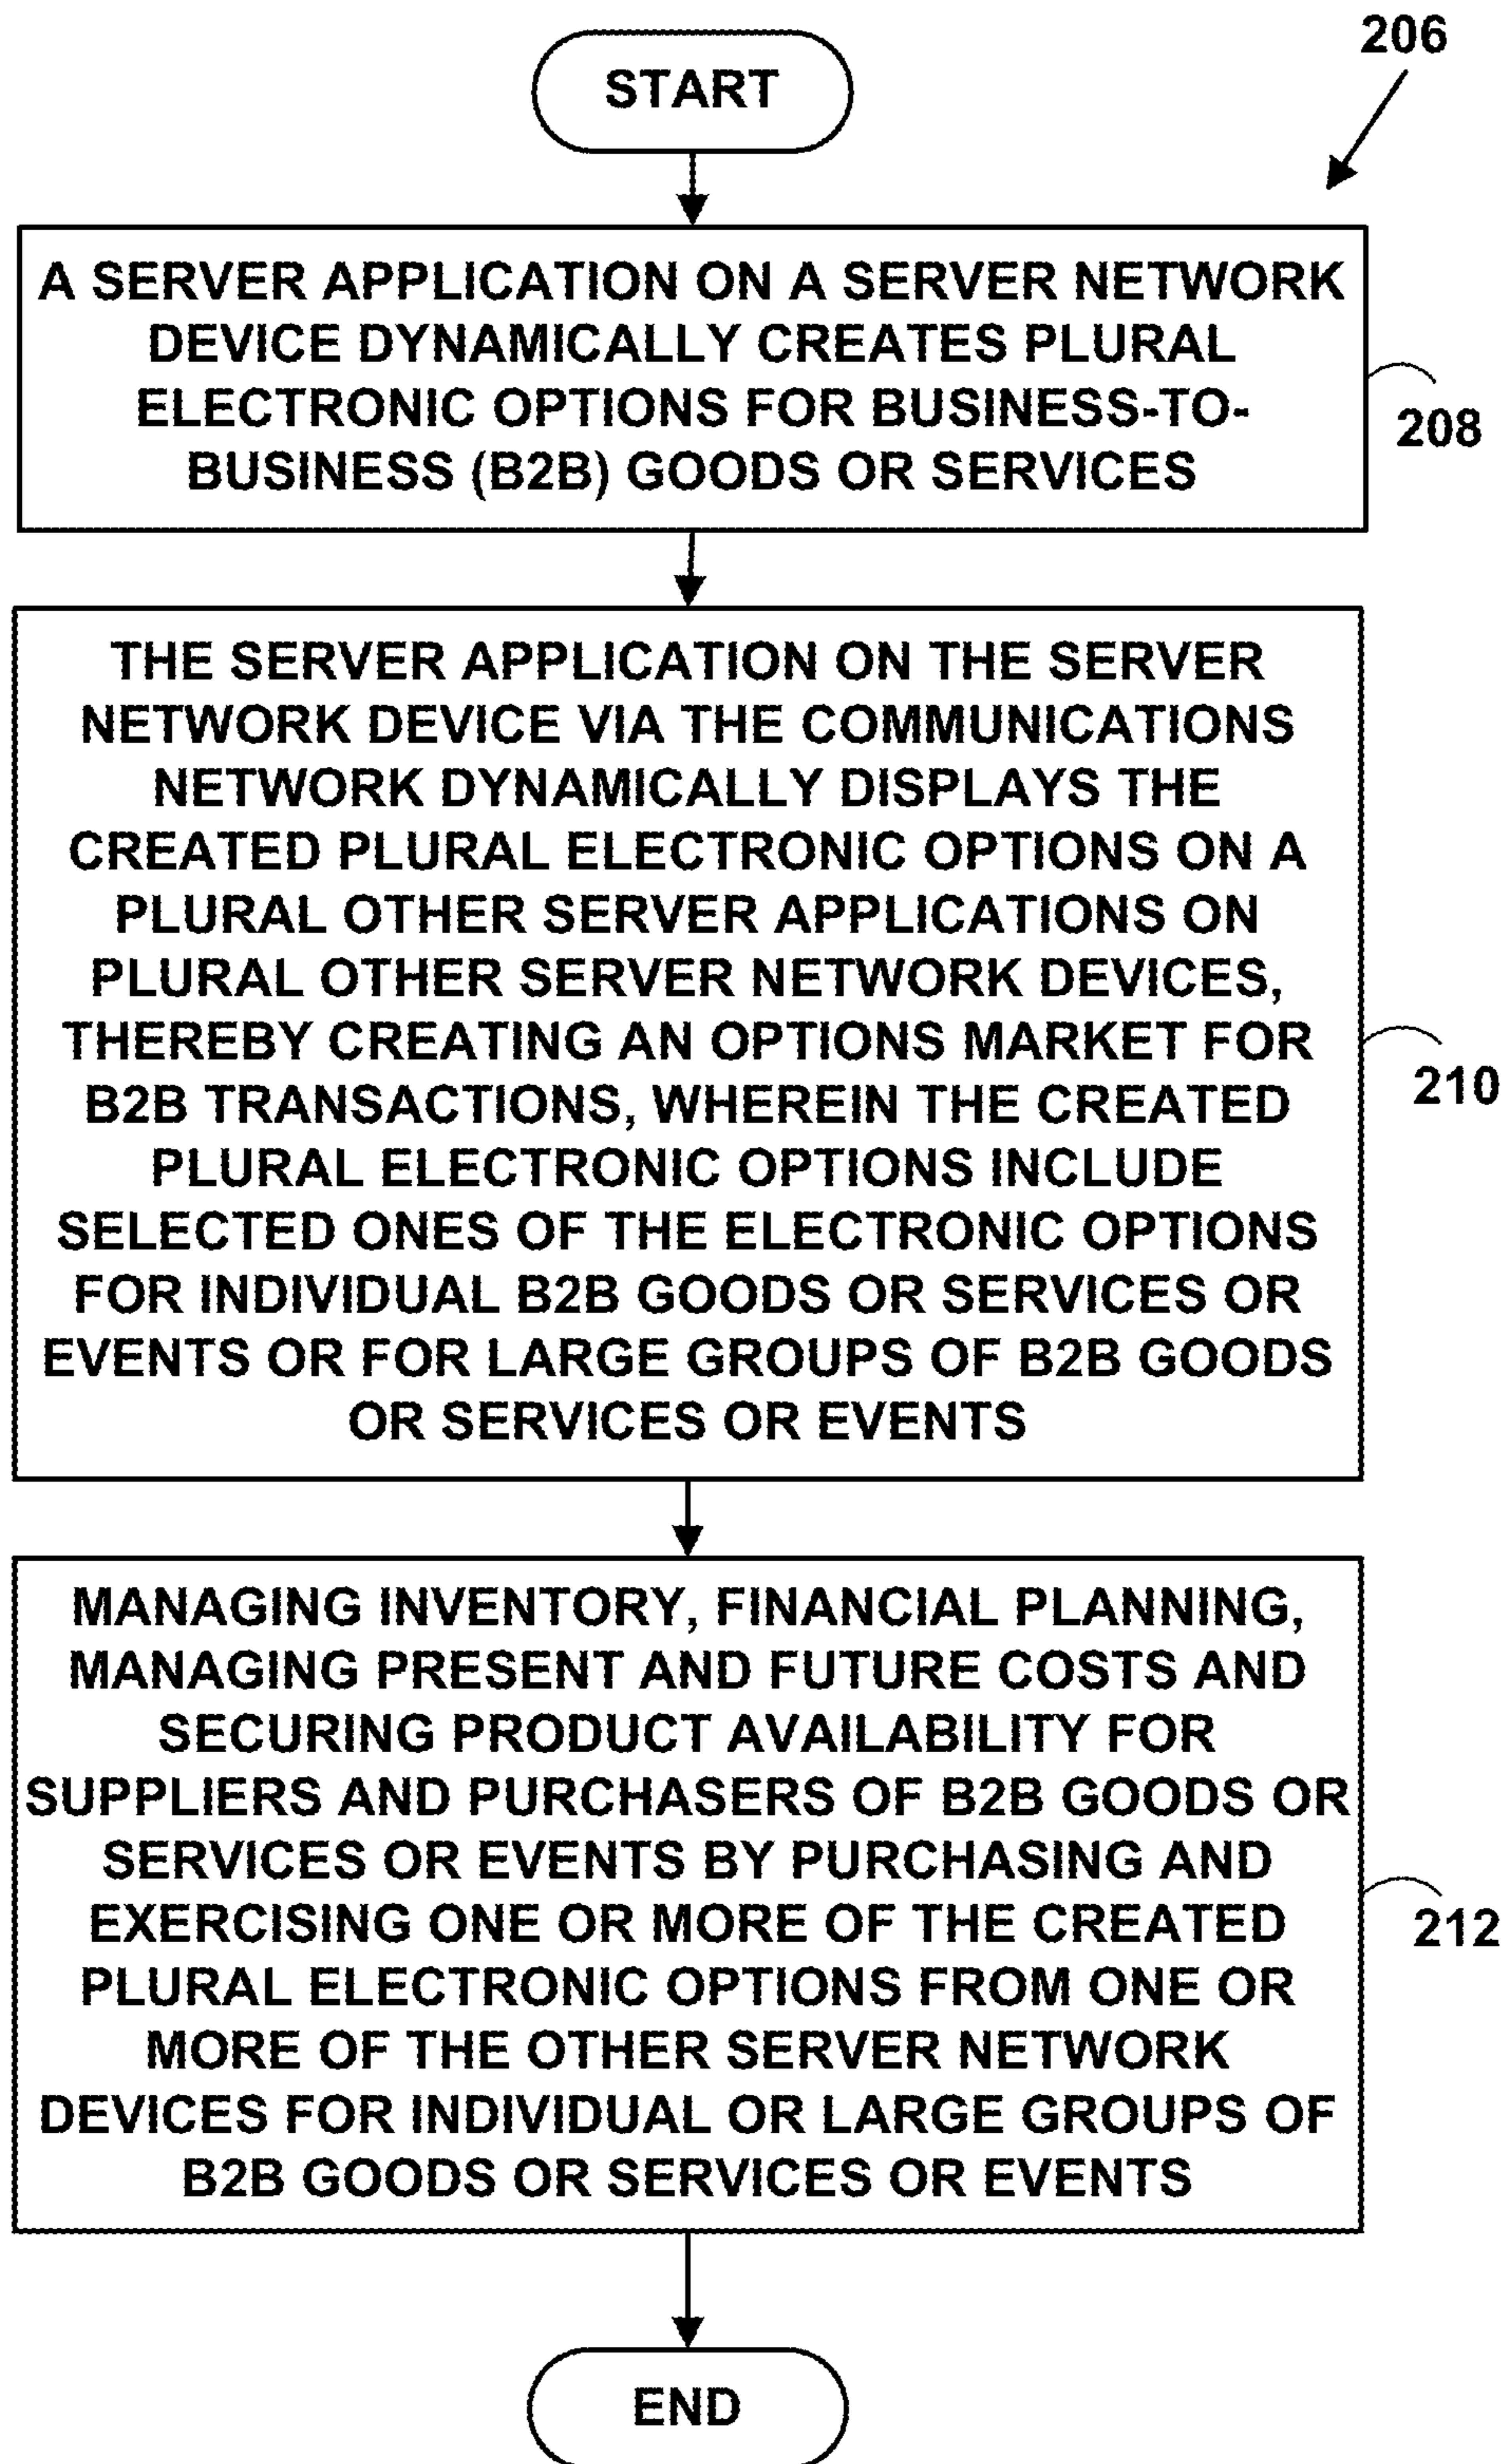 206
START
A SERVER APPLICATION ON A SERVER NETWORK
DEVICE DYNAMICALLY CREATES PLURAL
ELECTRONIC OPTIONS FOR BUSINESS-TO-
BUSINESS (B2B) GOODS OR SERVICES
208
THE SERVER APPLICATION ON THE SERVER
NETWORK DEVICE VIA THE COMMUNICATIONS
NETWORK DYNAMICALLY DISPLAYS THE
CREATED PLURAL ELECTRONIC OPTIONS ON A
PLURAL OTHER SERVER APPLICATIONS ON
PLURAL OTHER SERVER NETWORK DEVICES,
THEREBY CREATING AN OPTIONS MARKET FOR
B2B TRANSACTIONS, WHEREIN THE CREATED
PLURAL ELECTRONIC OPTIONS INCLUDE
SELECTED ONES OF THE ELECTRONIC OPTIONS
FOR INDIVIDUAL B2B GOODS OR SERVICES OR
EVENTS OR FOR LARGE GROUPS OF B2B GOODS
OR SERVICES OR EVENTS
210
MANAGING INVENTORY, FINANCIAL PLANNING,
MANAGING PRESENT AND FUTURE COSTS AND
SECURING PRODUCT AVAILABILITY FOR
SUPPLIERS AND PURCHASERS OF B2B GOODS OR
SERVICES OR EVENTS BY PURCHASING AND
EXERCISING ONE OR MORE OF THE CREATED
PLURAL ELECTRONIC OPTIONS FROM ONE OR
MORE OF THE OTHER SERVER NETWORK
DEVICES FOR INDIVIDUAL OR LARGE GROUPS OF
B2B GOODS OR SERVICES OR EVENTS
212
END